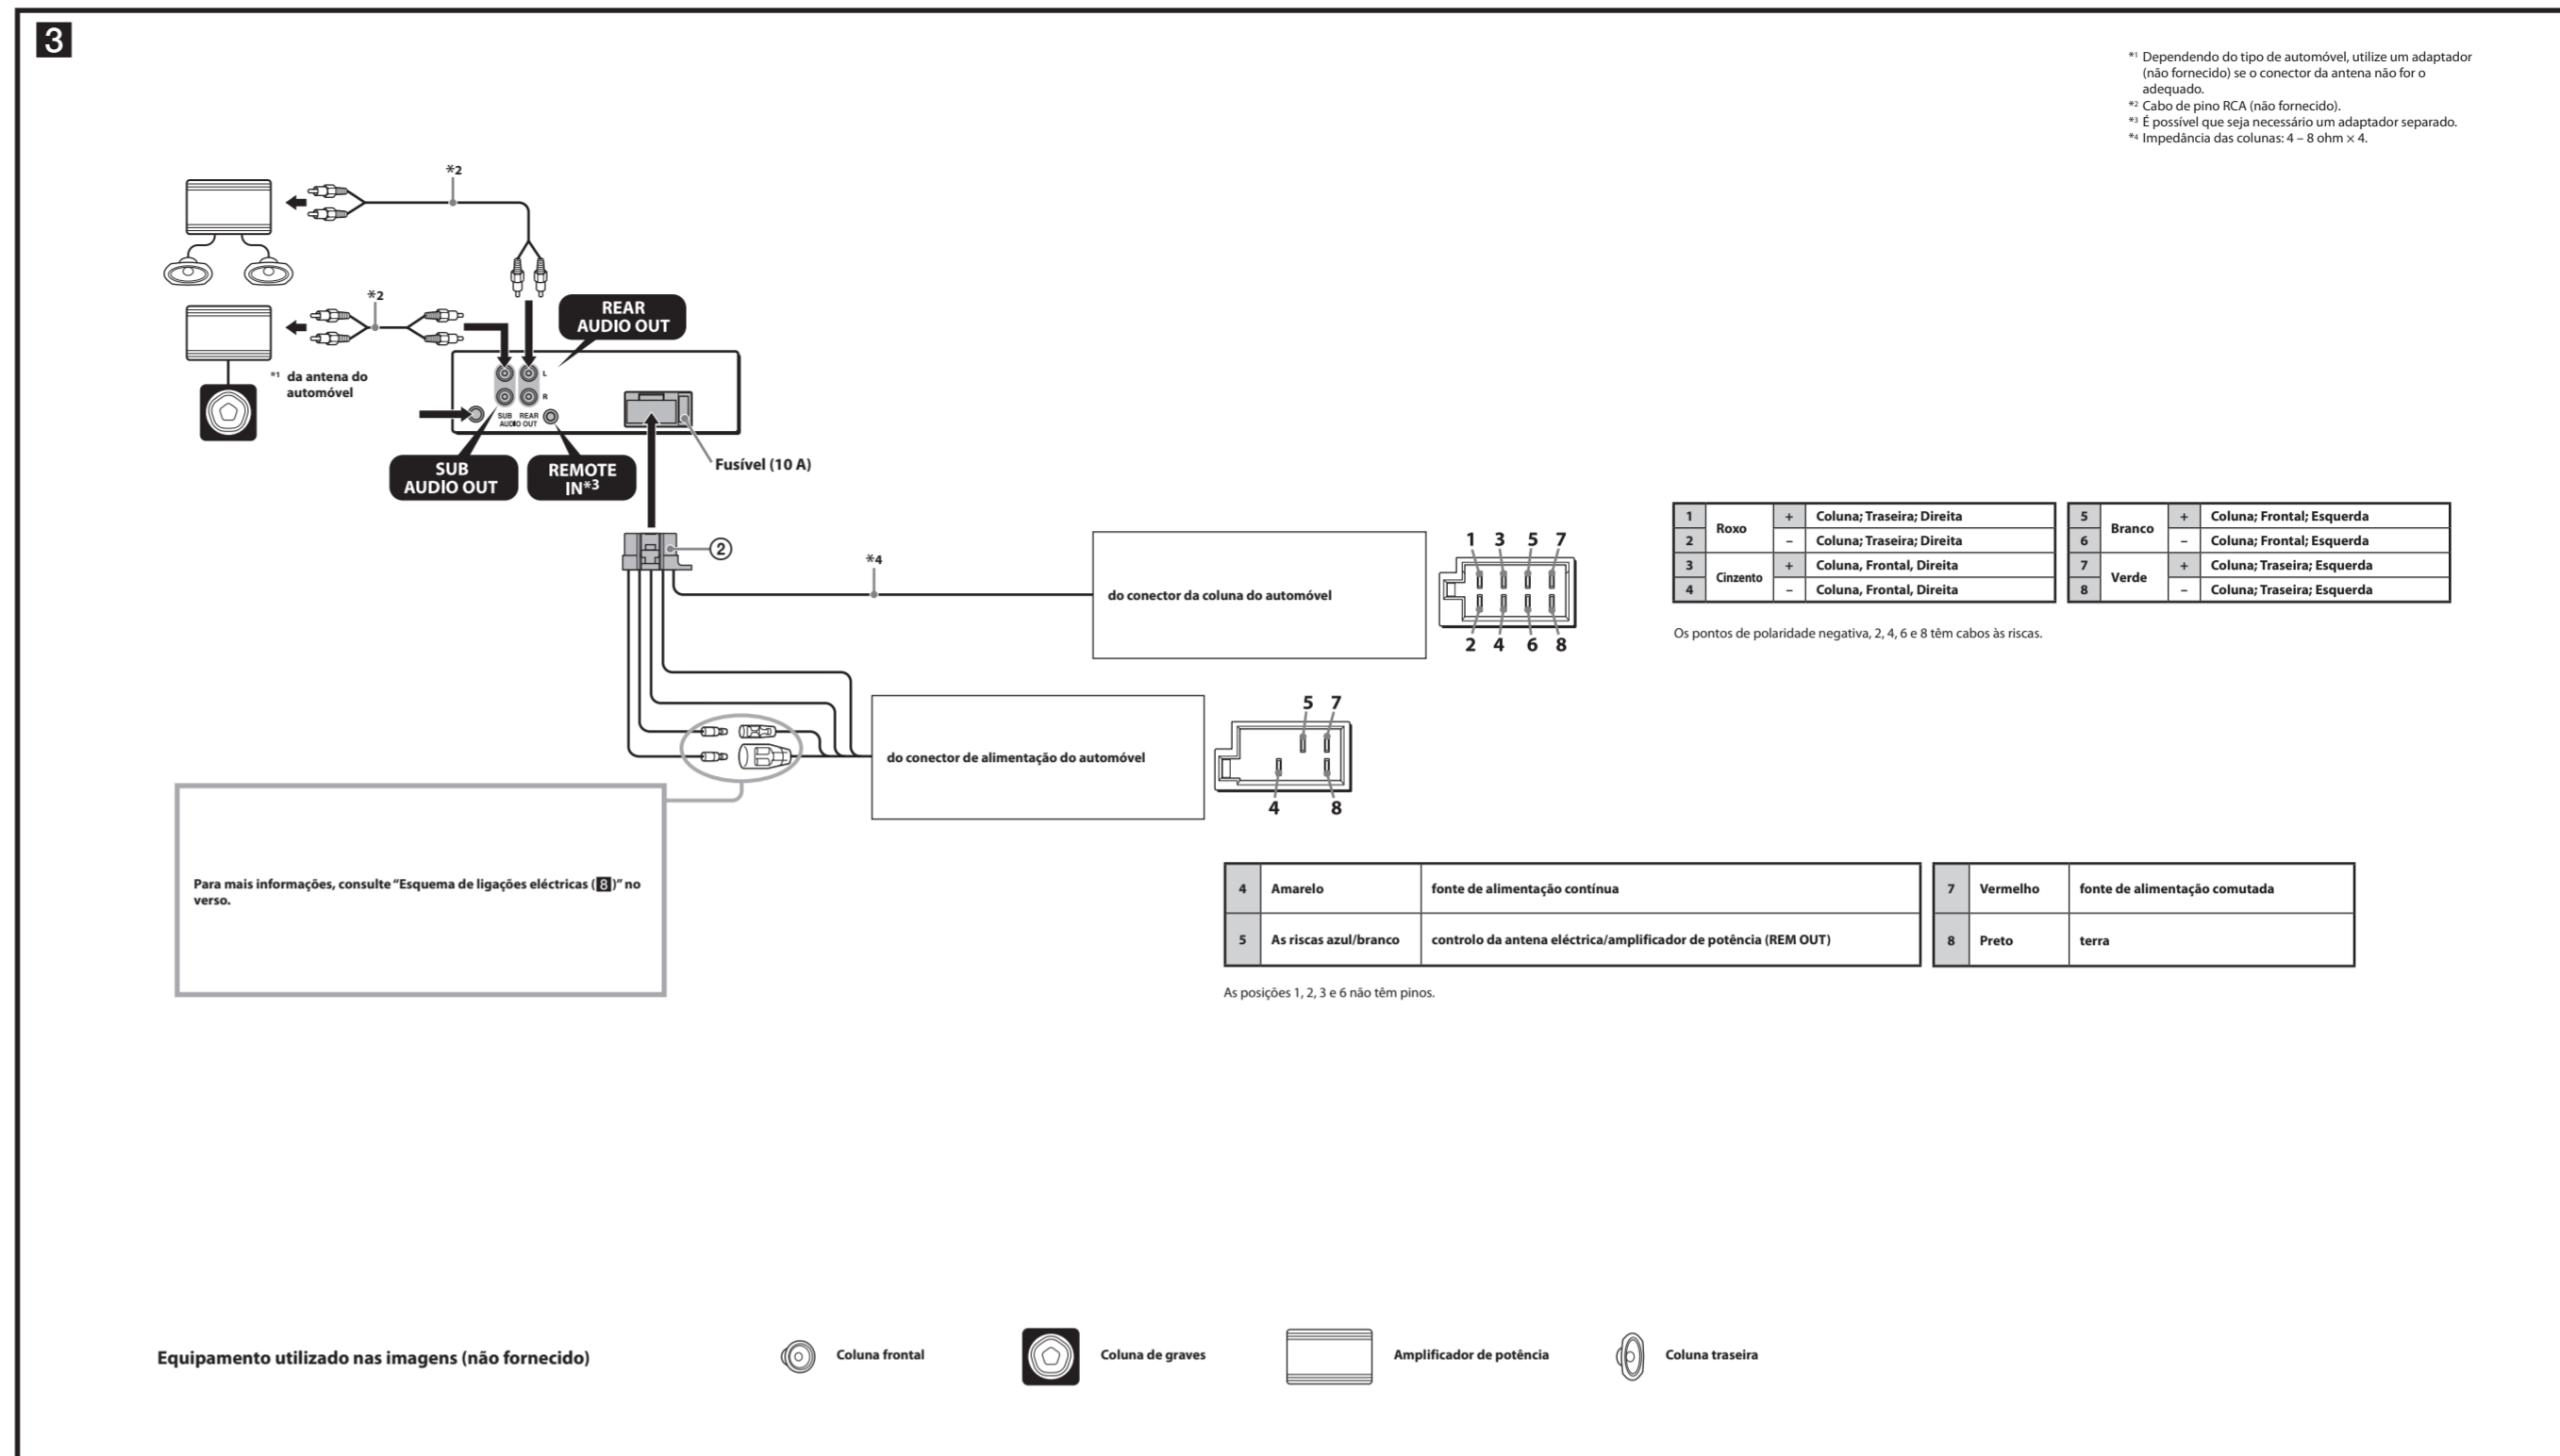 3
*1 Dependendo do tipo de automóvel, utilize um adaptador
(não fornecido) se o conector da antena não for o
adequado.
*2 Cabo de pino RCA (não fornecido).
*3 É possível que seja necessário um adaptador separado.
*4 Impedância das colunas: 4 – 8 ohm × 4.
*2
*2
REAR
AUDIO OUT
*1 da antena do
automóvel
L
R
SUB REAR
AUDIO OUT
SUB
AUDIO OUT
REMOTE
IN*3
Fusível (10 A)
2
*4
do conector da coluna do automóvel
1 3 5 7
2 4 6 8
1 Roxo + Coluna; Traseira; Direita
2 – Coluna; Traseira; Direita
3 Cinzento + Coluna, Frontal, Direita
4 – Coluna, Frontal, Direita
5 Branco + Coluna; Frontal; Esquerda
6 – Coluna; Frontal; Esquerda
7 Verde + Coluna; Traseira; Esquerda
8 – Coluna; Traseira; Esquerda
Os pontos de polaridade negativa, 2, 4, 6 e 8 têm cabos às riscas.
do conector de alimentação do automóvel
5 7
4 8
Para mais informações, consulte “Esquema de ligações eléctricas (8)” no
verso.
4 Amarelo fonte de alimentação contínua
5 As riscas azul/branco controlo da antena eléctrica/amplificador de potência (REM OUT)
7 Vermelho fonte de alimentação comutada
8 Preto terra
As posições 1, 2, 3 e 6 não têm pinos.
Equipamento utilizado nas imagens (não fornecido)
Coluna frontal
Coluna de graves
Amplificador de potência
Coluna traseira